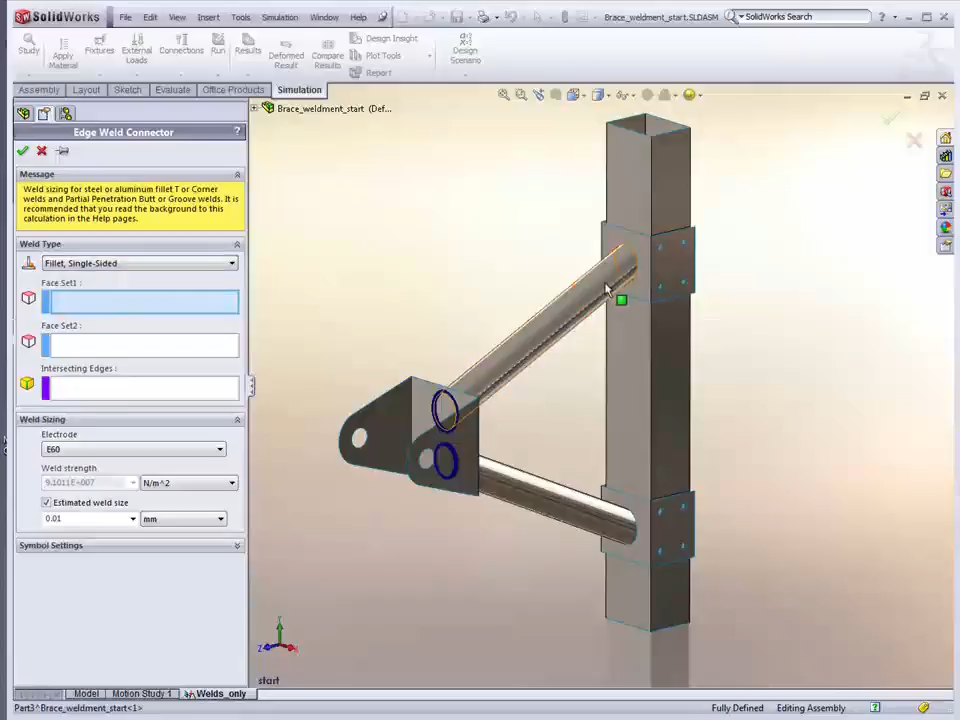 SolidWorks File Edit View Insert Tools Simulation Window Help Brace_weldment_start.SLDASM SolidWorks Search
Study Apply Material Fixtures External Loads Connections Run Results Deformed Result Compare Results Design Insight Plot Tools Report Design Scenario
Assembly Layout Sketch Evaluate Office Products Simulation
Brace_weldment_start (Def...
Edge Weld Connector ?
Message
Weld sizing for steel or aluminum fillet T or Corner
welds and Partial Penetration Butt or Groove welds. It is
recommended that you read the background to this
calculation in the Help pages.
Weld Type
Fillet, Single-Sided
Face Set1 :
Face Set2 :
Intersecting Edges :
Weld Sizing
Electrode
E60
Weld strength
9.1011E+007 N/m^2
Estimated weld size
0.01 mm
Symbol Settings
Y
Z X
start
Model Motion Study 1 Welds_only
Part3^Brace_weldment_start<1> Fully Defined Editing Assembly ?